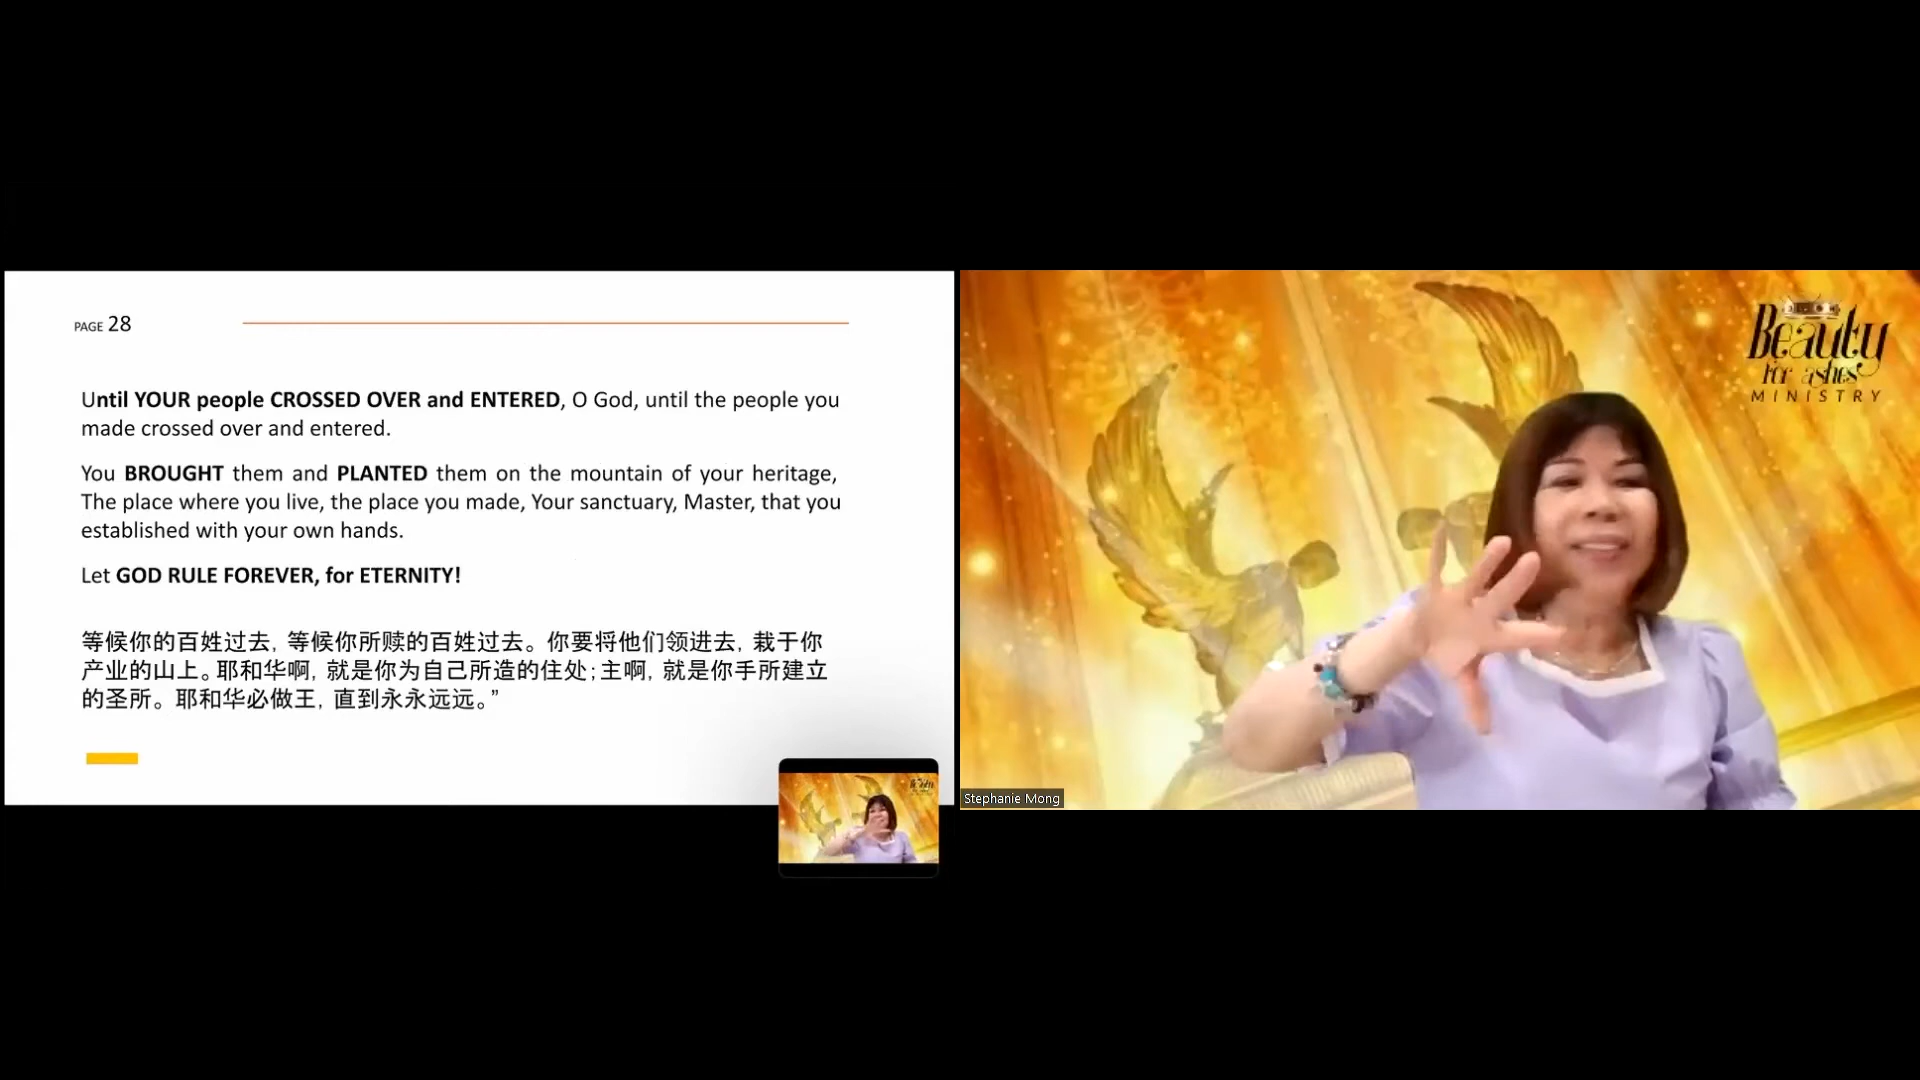 PAGE 28
Until YOUR people CROSSED OVER and ENTERED, O God, until the people you
made crossed over and entered.
You BROUGHT them and PLANTED them on the mountain of your heritage,
The place where you live, the place you made, Your sanctuary, Master, that you
established with your own hands.
Let GOD RULE FOREVER, for ETERNITY!
等候你的百姓过去，等候你所赎的百姓过去。你要将他们领进去，栽于你
产业的山上。耶和华啊，就是你为自己所造的住处；主啊，就是你手所建立
的圣所。耶和华必做王，直到永永远远。”
Beauty
for ashes
MINISTRY
Stephanie Mong